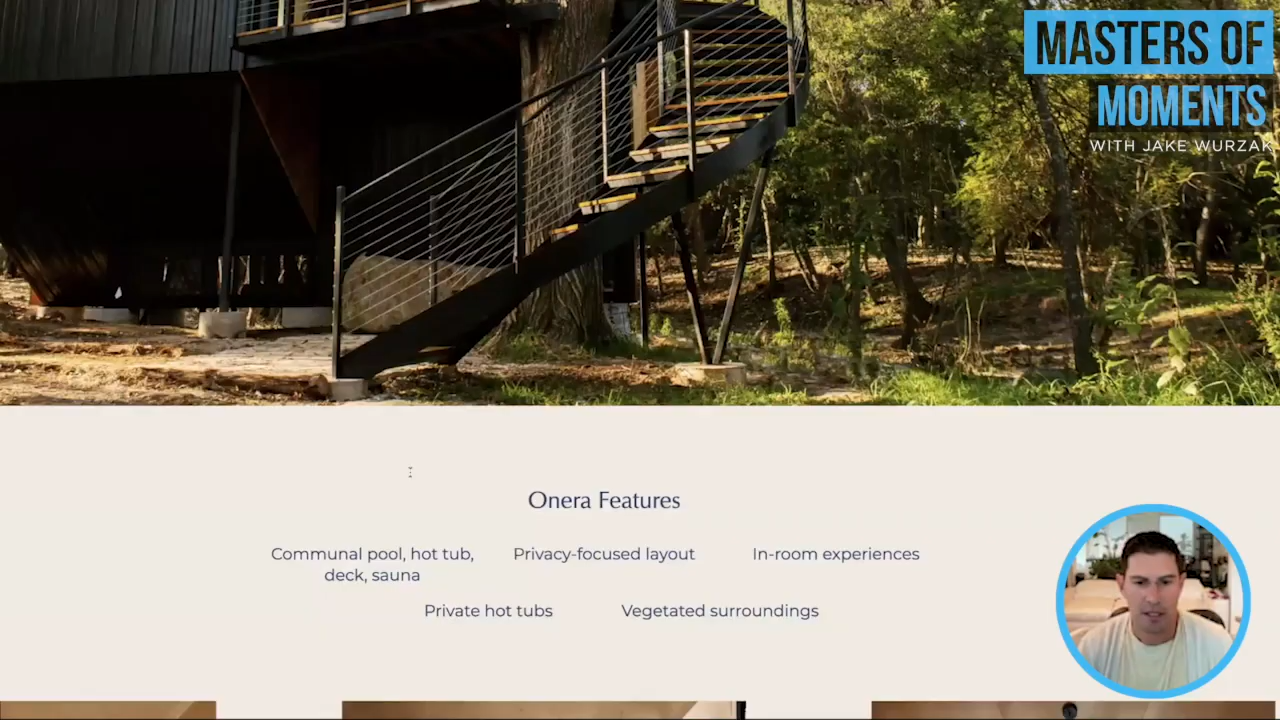 MASTERS OF
MOMENTS
WITH JAKE WURZAK
Onera Features
Communal pool, hot tub,
deck, sauna
Privacy-focused layout
In-room experiences
Private hot tubs
Vegetated surroundings